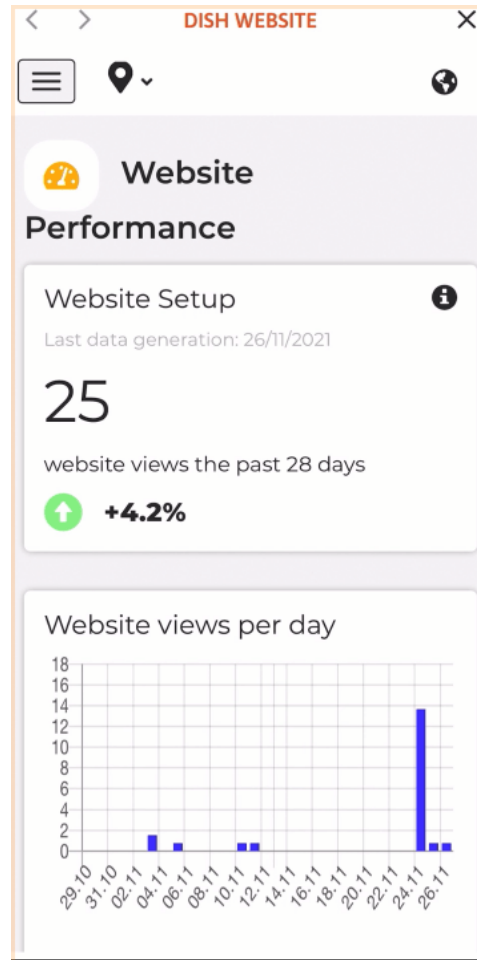 DISH WEBSITE
Website
Performance
Website Setup
Last data generation: 26/11/2021
25
website views the past 28 days
+4.2%
Website views per day
18
16
14
12
10
8
6
4
2
0
29.10 31.10 02.11 04.11 06.11 08.11 10.11 12.11 14.11 16.11 18.11 20.11 22.11 24.11 26.11